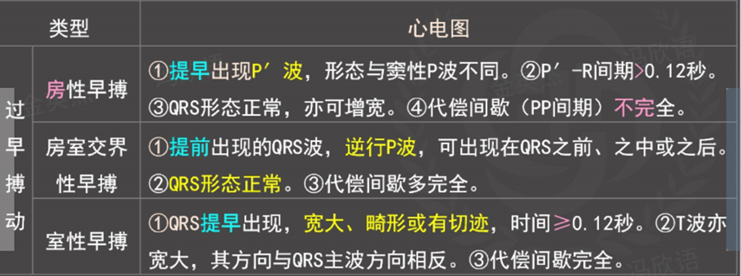 类型 心电图
过早搏动
房性早搏
①提早出现P′波，形态与窦性P波不同。②P′-R间期>0.12秒。
③QRS形态正常，亦可增宽。④代偿间歇（PP间期）不完全。
房室交界
性早搏
①提前出现的QRS波，逆行P波，可出现在QRS之前、之中或之后。
②QRS形态正常。③代偿间歇多完全。
室性早搏
①QRS提早出现，宽大、畸形或有切迹，时间≥0.12秒。②T波亦
宽大，其方向与QRS主波方向相反。③代偿间歇完全。